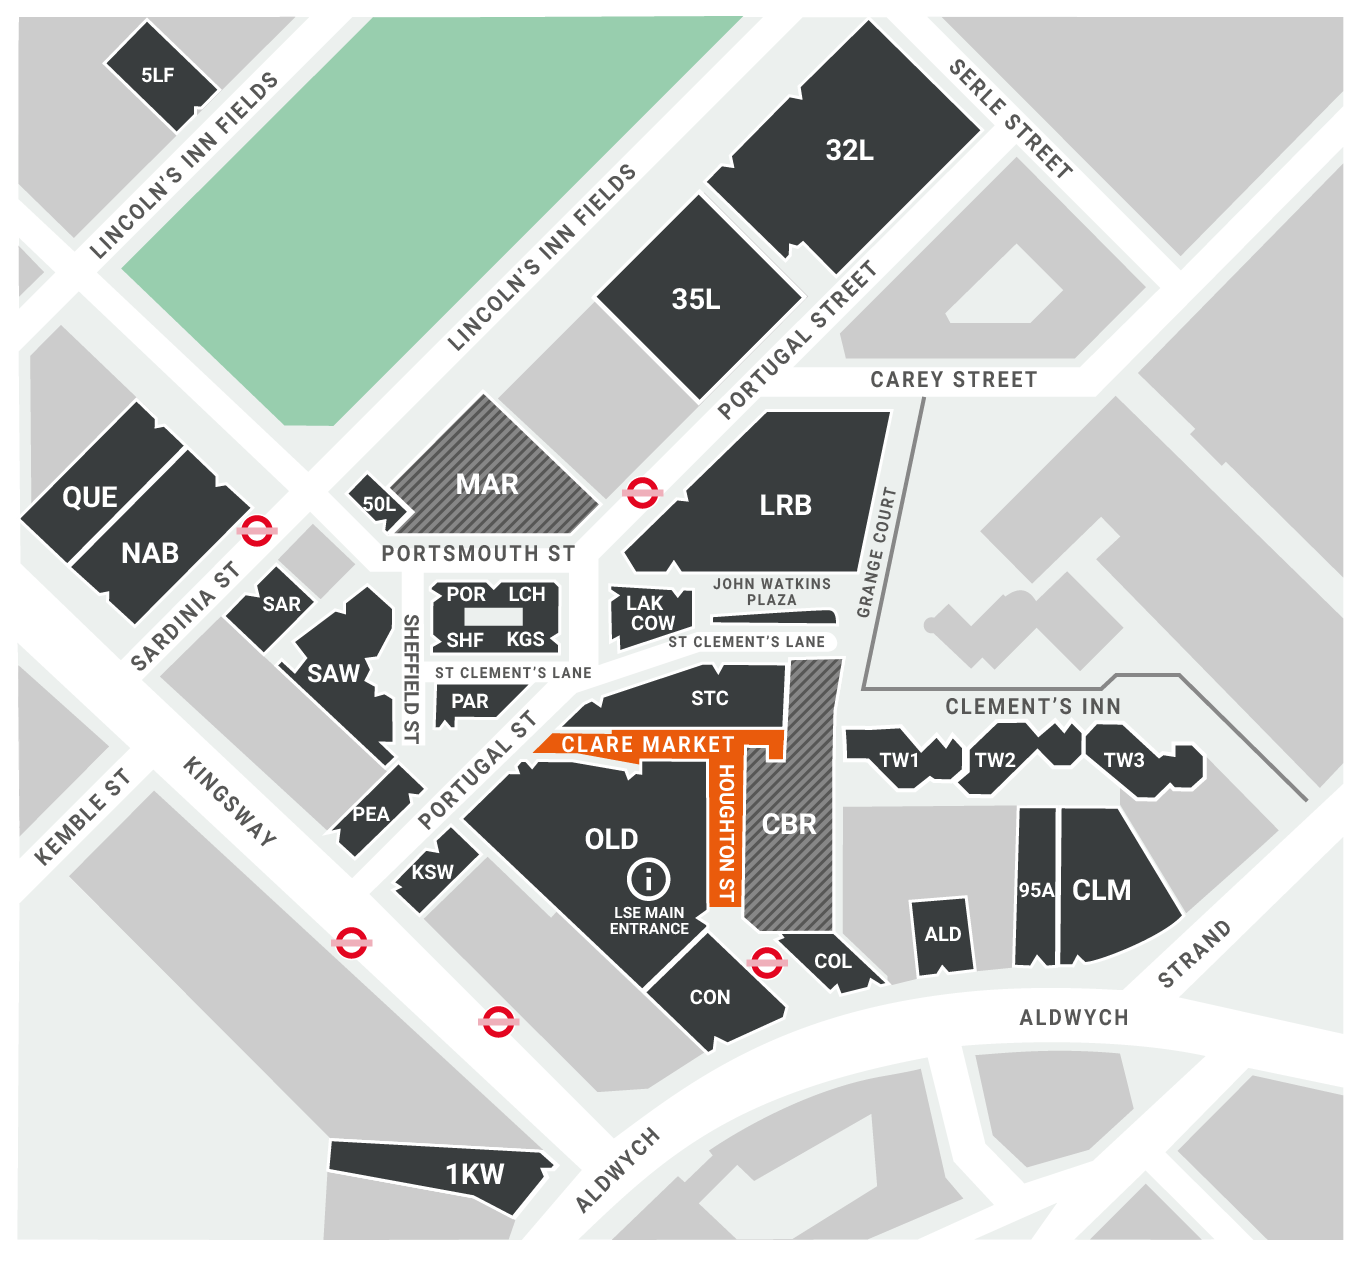 5LF
LINCOLN'S INN FIELDS
SERLE STREET
32L
LINCOLN'S INN FIELDS
35L
PORTUGAL STREET
CAREY STREET
QUE
NAB
MAR
50L
LRB
PORTSMOUTH ST
GRANGE COURT
SARDINIA ST
SAR
POR
LCH
SHF
KGS
LAK
COW
JOHN WATKINS
PLAZA
ST CLEMENT'S LANE
SAW
SHEFFIELD ST
ST CLEMENT'S LANE
PAR
STC
CLEMENT'S INN
CLARE MARKET
TW1
TW2
TW3
KEMBLE ST
KINGSWAY
PEA
PORTUGAL ST
HOUGHTON ST
OLD
CBR
KSW
LSE MAIN
ENTRANCE
95A
CLM
ALD
COL
STRAND
CON
ALDWYCH
1KW
ALDWYCH